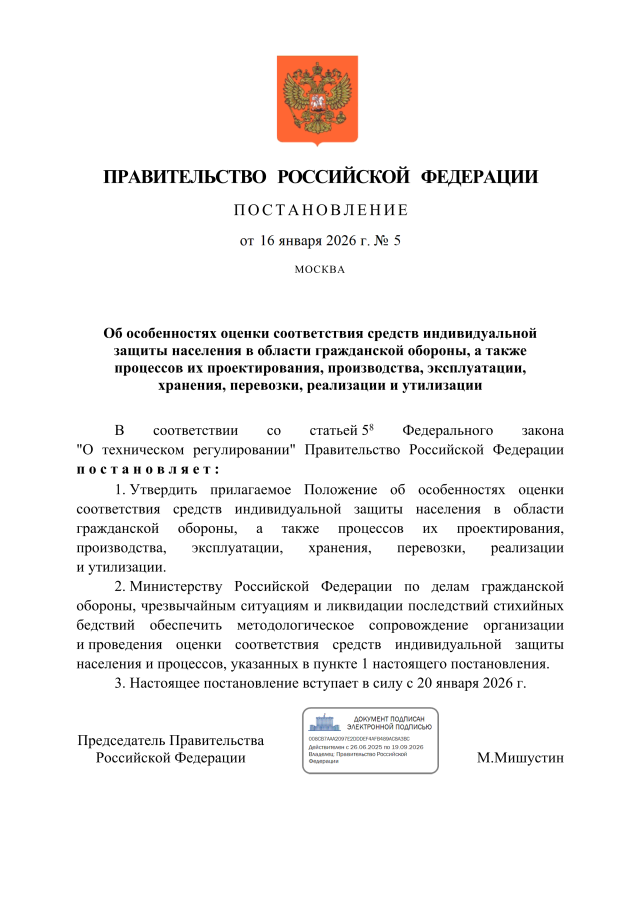 ПРАВИТЕЛЬСТВО РОССИЙСКОЙ ФЕДЕРАЦИИ
ПОСТАНОВЛЕНИЕ
от 16 января 2026 г. № 5
МОСКВА
Об особенностях оценки соответствия средств индивидуальной
защиты населения в области гражданской обороны, а также
процессов их проектирования, производства, эксплуатации,
хранения, перевозки, реализации и утилизации
В соответствии со статьей 5⁸ Федерального закона
"О техническом регулировании" Правительство Российской Федерации
постановляет:
1. Утвердить прилагаемое Положение об особенностях оценки
соответствия средств индивидуальной защиты населения в области
гражданской обороны, а также процессов их проектирования,
производства, эксплуатации, хранения, перевозки, реализации
и утилизации.
2. Министерству Российской Федерации по делам гражданской
обороны, чрезвычайным ситуациям и ликвидации последствий стихийных
бедствий обеспечить методологическое сопровождение организации
и проведения оценки соответствия средств индивидуальной защиты
населения и процессов, указанных в пункте 1 настоящего постановления.
3. Настоящее постановление вступает в силу с 20 января 2026 г.
Председатель Правительства
Российской Федерации
ДОКУМЕНТ ПОДПИСАН
ЭЛЕКТРОННОЙ ПОДПИСЬЮ
Действителен с 26.06.2025 по 19.09.2026
Владелец: Правительство Российской
Федерации
М.Мишустин